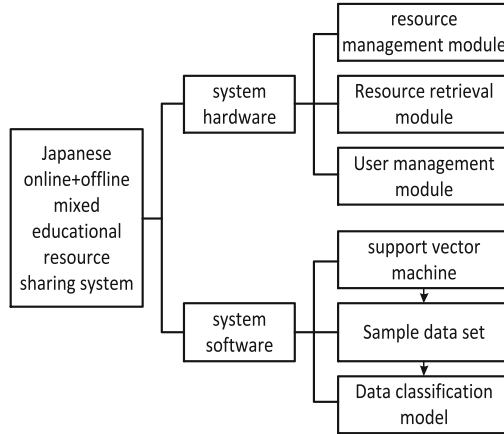 Japanese
online+offline
mixed
educational
resource
sharing system
system
hardware
resource
management module
Resource retrieval
module
User management
module
system
software
support vector
machine
Sample data set
Data classification
model